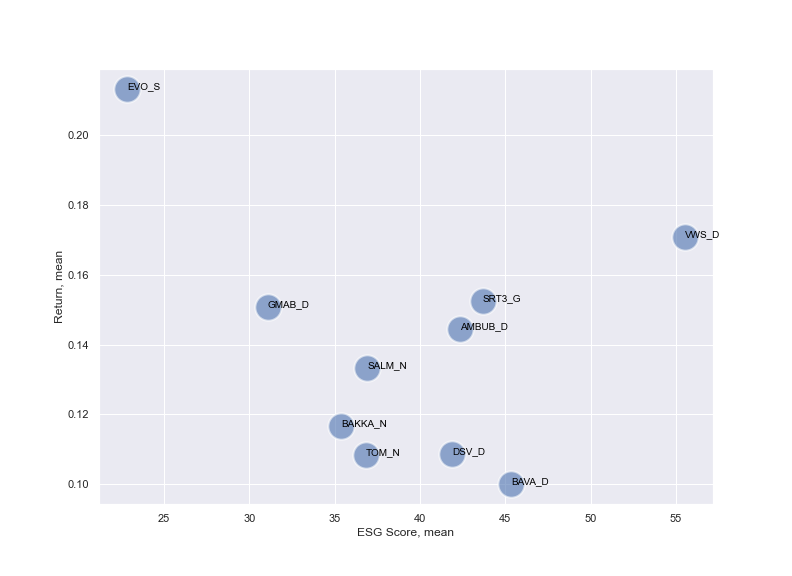 EVO_S
0.20
0.18
VWS_D
0.16
GMAB_D
SRT3_G
AMBUB_D
0.14
SALM_N
0.12
BAKKA_N
TOM_N
DSV_D
BAVA_D
0.10
Return, mean
25 30 35 40 45 50 55
ESG Score, mean